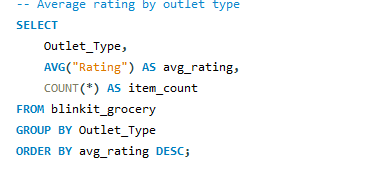 -- Average rating by outlet type
SELECT
    Outlet_Type,
    AVG("Rating") AS avg_rating,
    COUNT(*) AS item_count
FROM blinkit_grocery
GROUP BY Outlet_Type
ORDER BY avg_rating DESC;